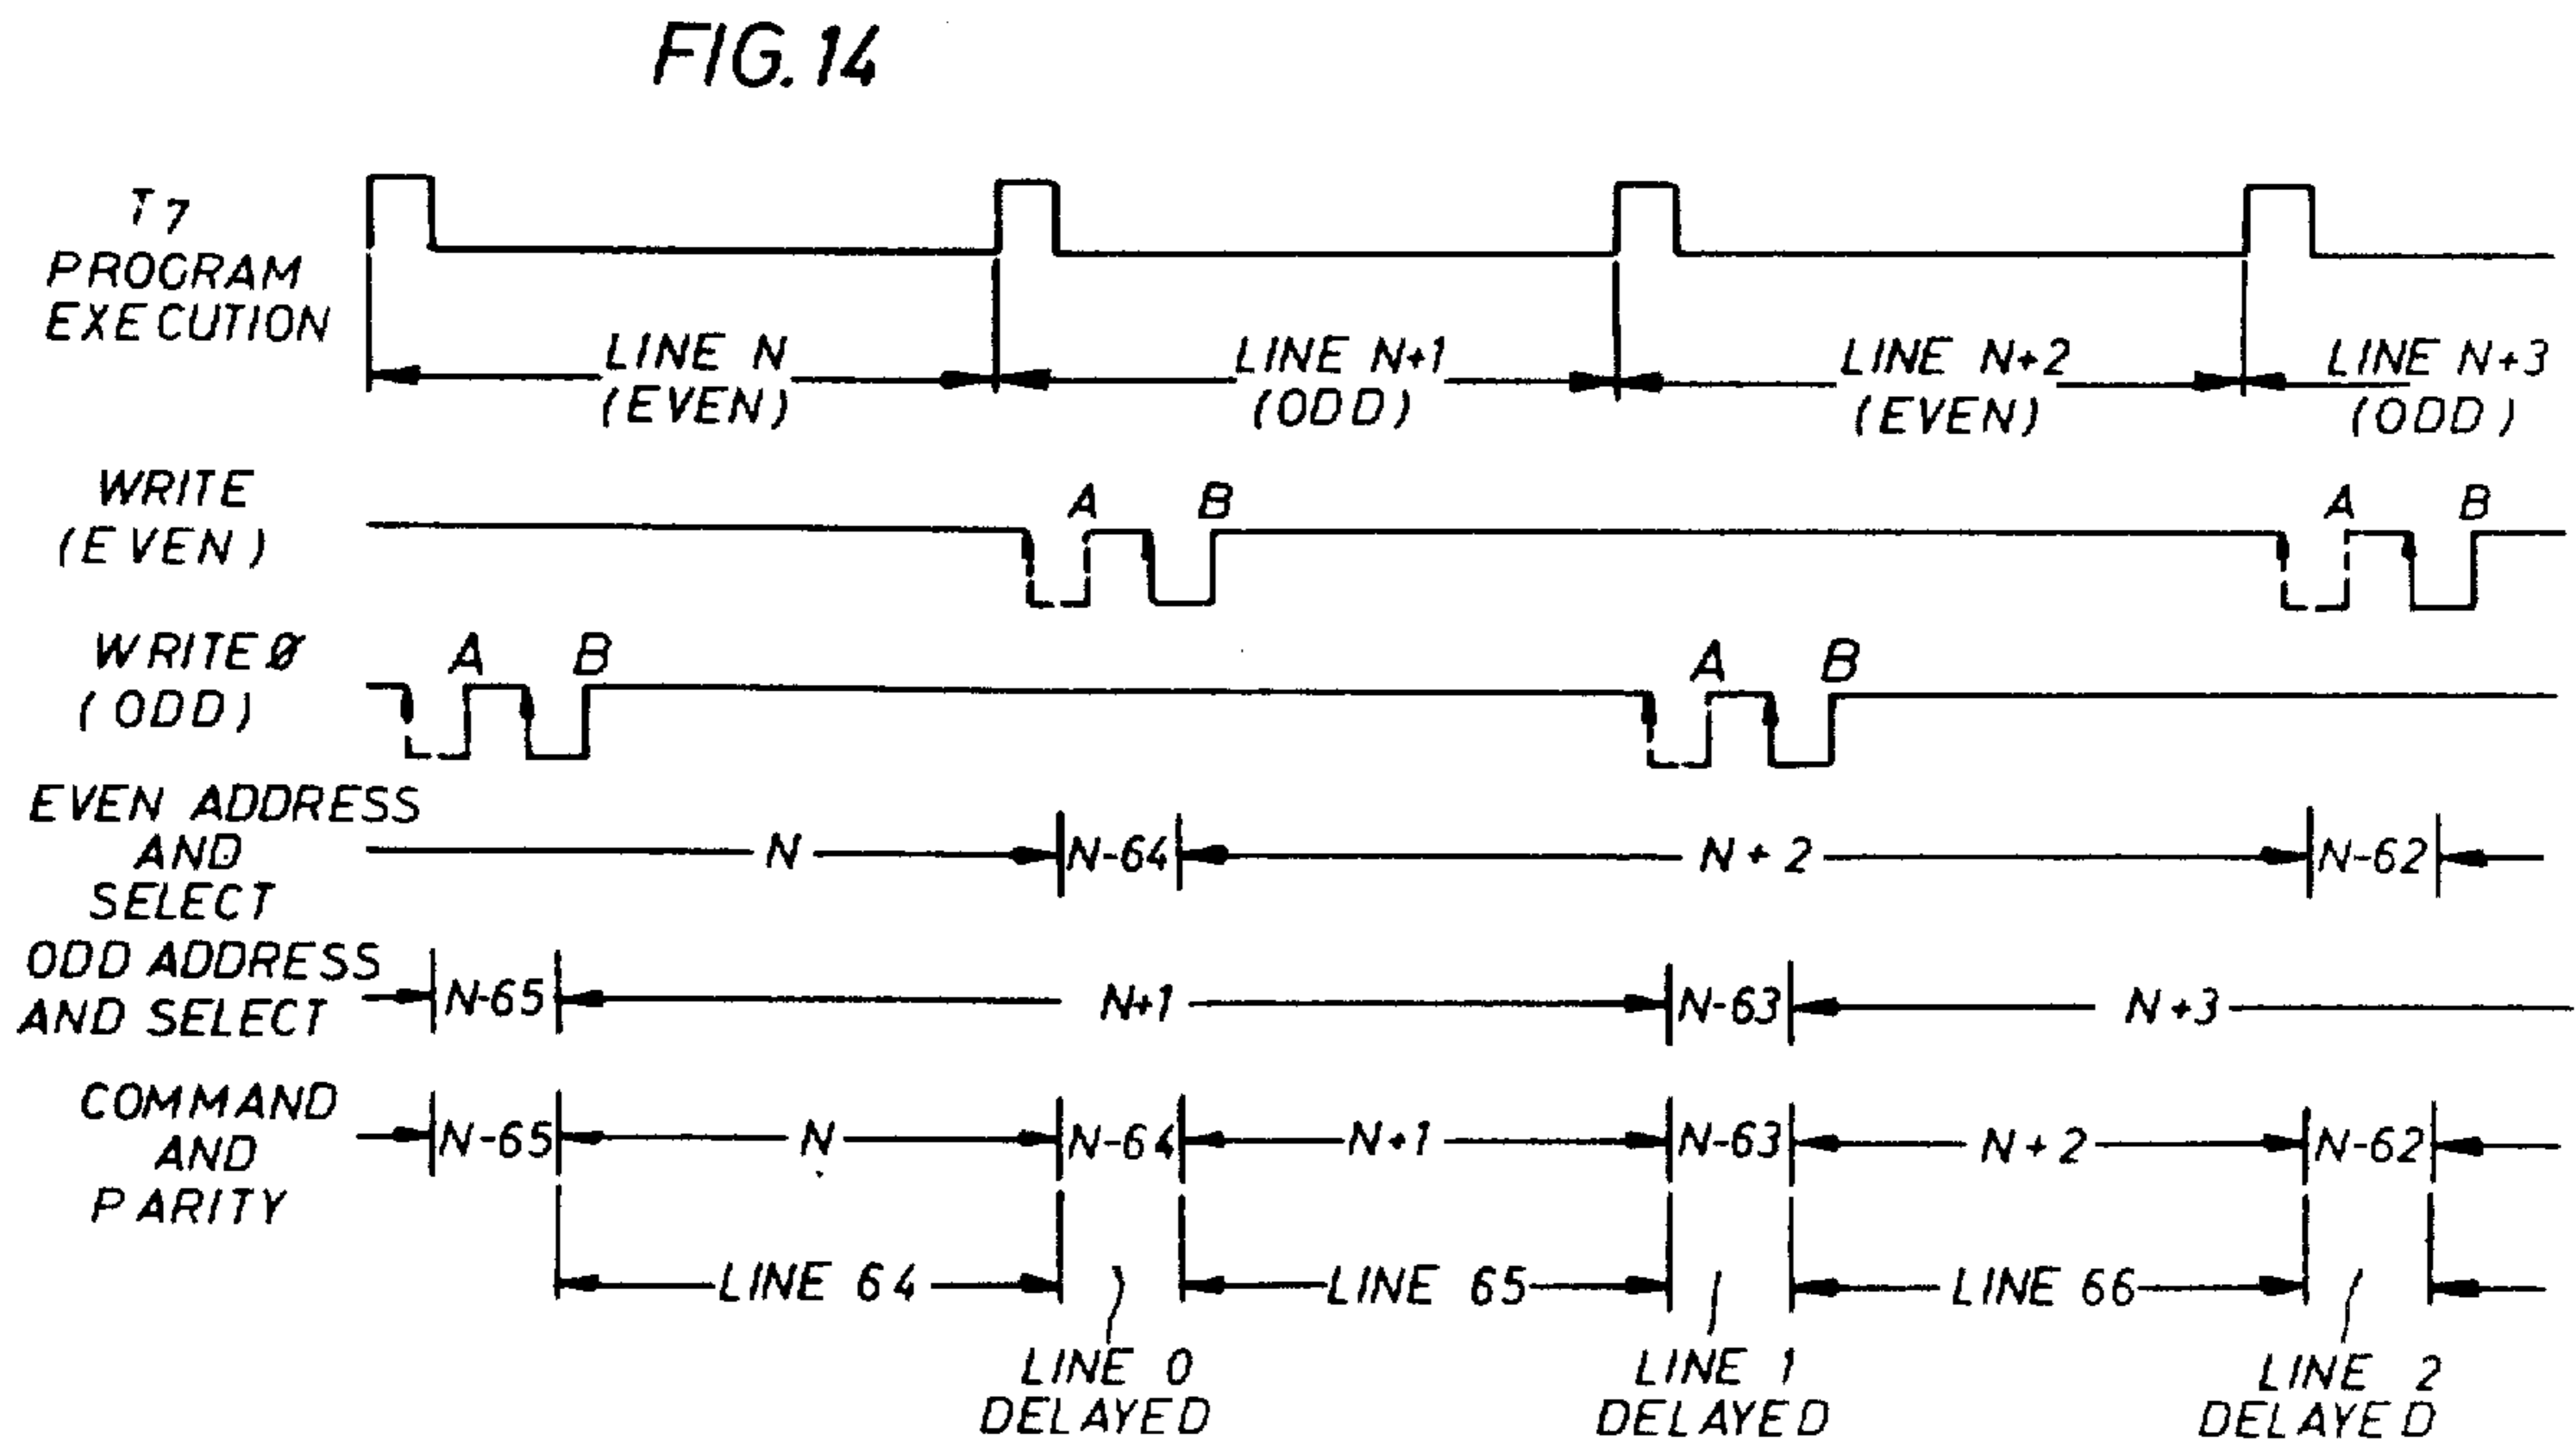 FIG. 14
T7
PROGRAM
EXECUTION
LINE N
(EVEN)
LINE N+1
(ODD)
LINE N+2
(EVEN)
LINE N+3
(ODD)
WRITE
(EVEN)
A B A B
WRITEØ
(ODD)
A B A B
EVEN ADDRESS
AND
SELECT
N N-64 N+2 N-62
ODD ADDRESS
AND SELECT
N-65 N+1 N-63 N+3
COMMAND
AND
PARITY
N-65 N N-64 N+1 N-63 N+2 N-62
LINE 64 LINE 65 LINE 66
LINE 0
DELAYED
LINE 1
DELAYED
LINE 2
DELAYED